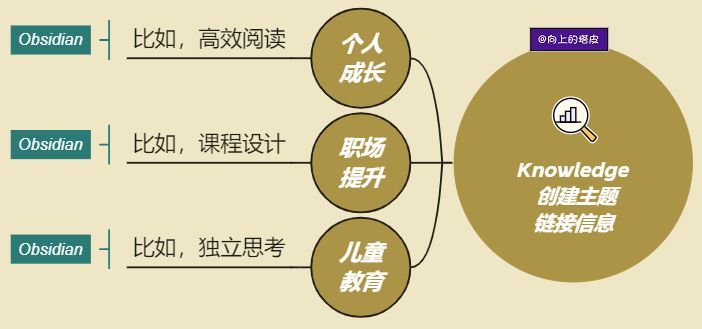 Obsidian
比如，高效阅读
个人
成长
@向上的塔皮
Obsidian
比如，课程设计
职场
提升
Knowledge
创建主题
链接信息
Obsidian
比如，独立思考
儿童
教育